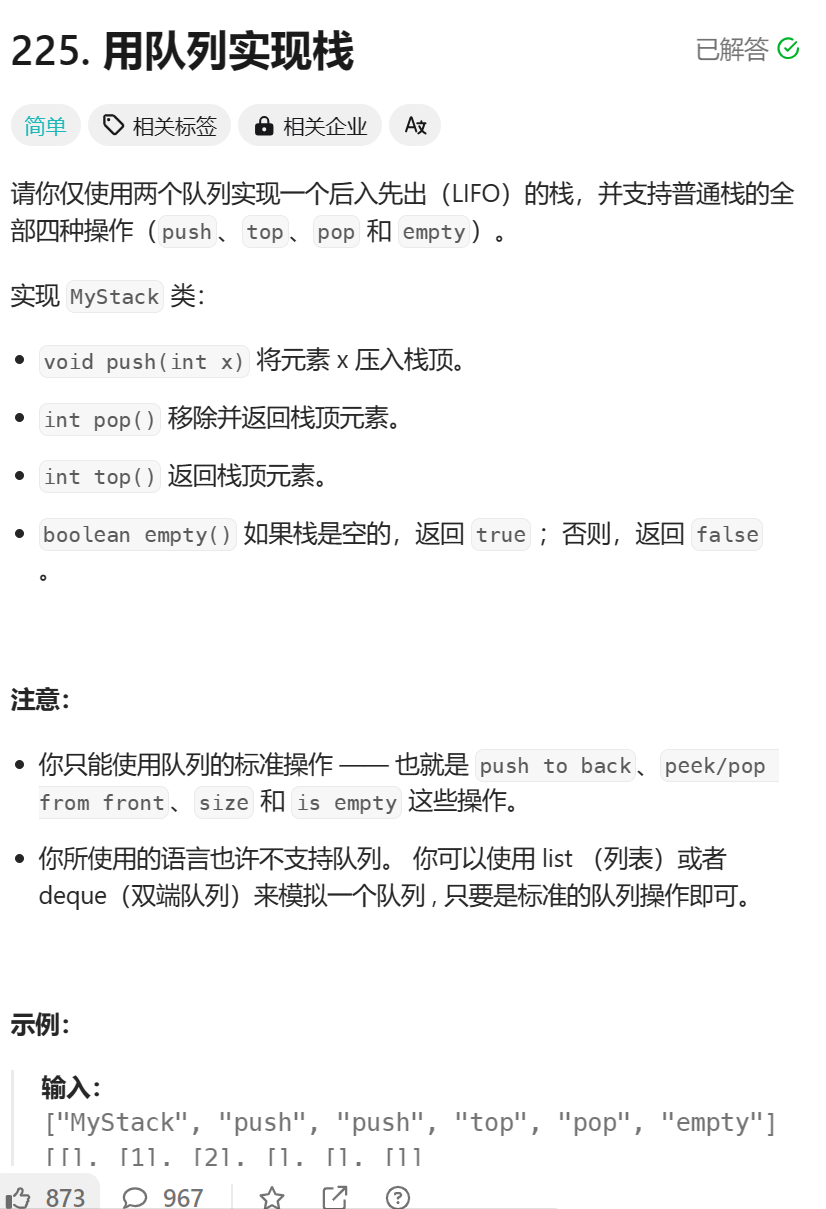 225. 用队列实现栈
已解答
简单 相关标签 相关企业
请你仅使用两个队列实现一个后入先出（LIFO）的栈，并支持普通栈的全
部四种操作（push、top、pop 和 empty）。
实现 MyStack 类：
• void push(int x) 将元素 x 压入栈顶。
• int pop() 移除并返回栈顶元素。
• int top() 返回栈顶元素。
• boolean empty() 如果栈是空的，返回 true ；否则，返回 false
。
注意：
• 你只能使用队列的标准操作 —— 也就是 push to back、peek/pop
from front、size 和 is empty 这些操作。
• 你所使用的语言也许不支持队列。 你可以使用 list （列表）或者
deque（双端队列）来模拟一个队列 , 只要是标准的队列操作即可。
示例：
输入：
["MyStack", "push", "push", "top", "pop", "empty"]
[[], [1], [2], [], [], []]
873 967